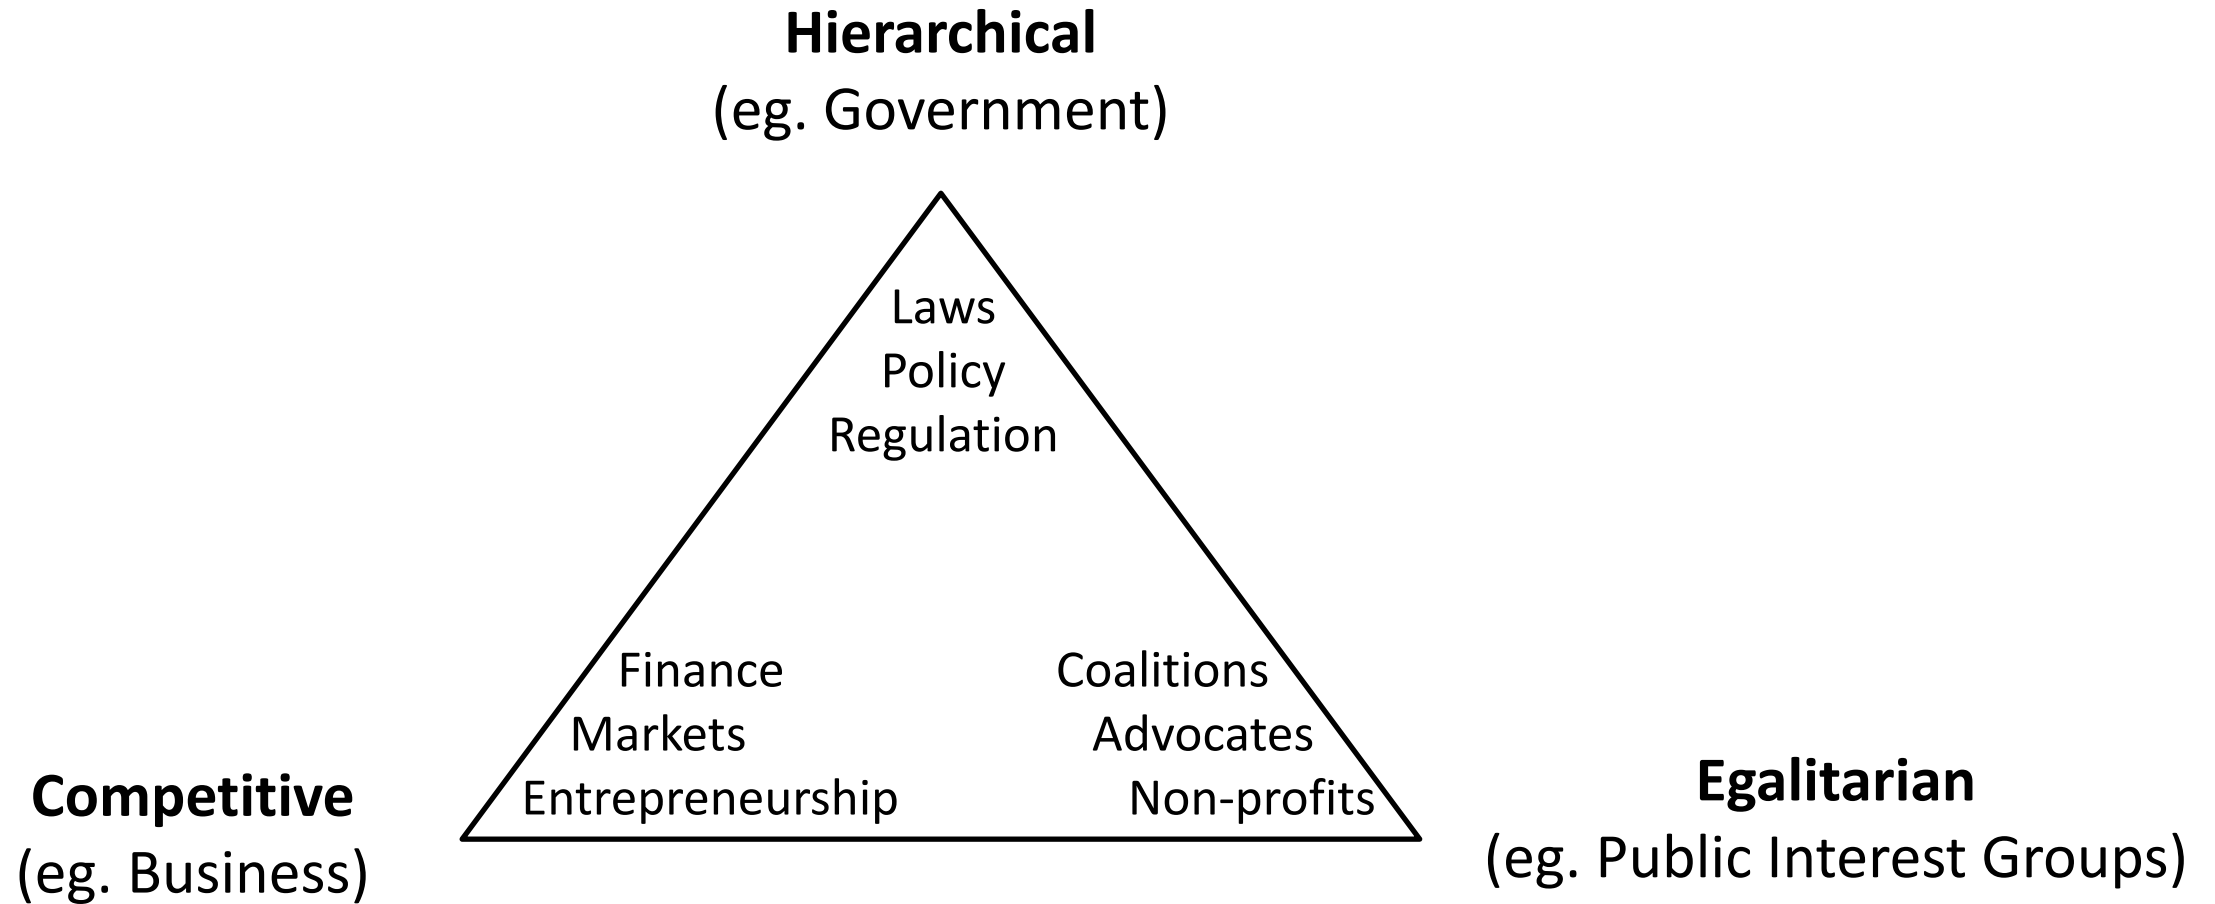 Hierarchical
(eg. Government)
Laws
Policy
Regulation
Finance
Markets
Entrepreneurship
Coalitions
Advocates
Non-profits
Competitive
(eg. Business)
Egalitarian
(eg. Public Interest Groups)